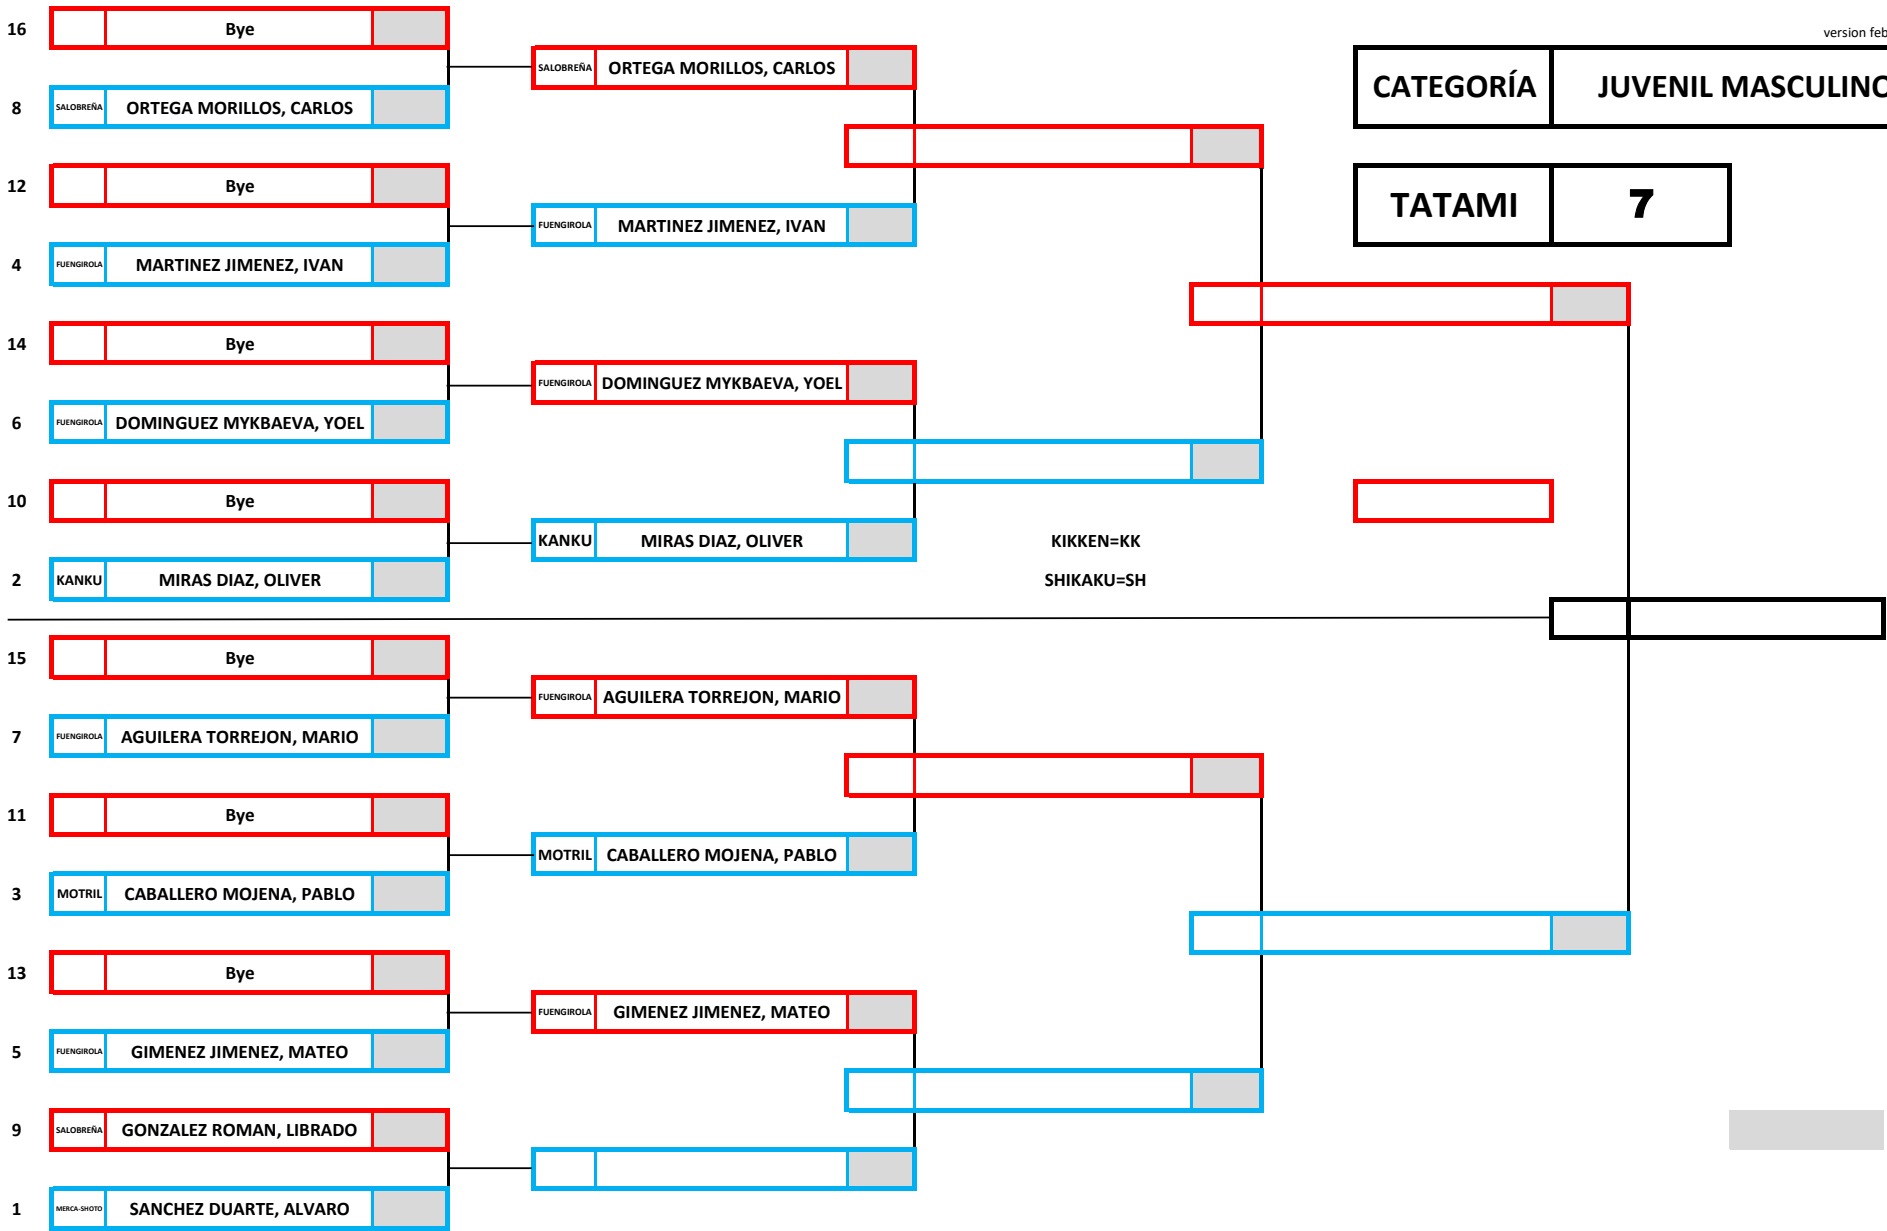 version feb
CATEGORÍA JUVENIL MASCULINO
TATAMI 7
16 Bye
SALOBREÑA ORTEGA MORILLOS, CARLOS
8 SALOBREÑA ORTEGA MORILLOS, CARLOS
12 Bye
FUENGIROLA MARTINEZ JIMENEZ, IVAN
4 FUENGIROLA MARTINEZ JIMENEZ, IVAN
14 Bye
FUENGIROLA DOMINGUEZ MYKBAEVA, YOEL
6 FUENGIROLA DOMINGUEZ MYKBAEVA, YOEL
10 Bye
KANKU MIRAS DIAZ, OLIVER
KIKKEN=KK
2 KANKU MIRAS DIAZ, OLIVER
SHIKAKU=SH
15 Bye
FUENGIROLA AGUILERA TORREJON, MARIO
7 FUENGIROLA AGUILERA TORREJON, MARIO
11 Bye
MOTRIL CABALLERO MOJENA, PABLO
3 MOTRIL CABALLERO MOJENA, PABLO
13 Bye
FUENGIROLA GIMENEZ JIMENEZ, MATEO
5 FUENGIROLA GIMENEZ JIMENEZ, MATEO
9 SALOBREÑA GONZALEZ ROMAN, LIBRADO
1 MERCA-SHOTO SANCHEZ DUARTE, ALVARO